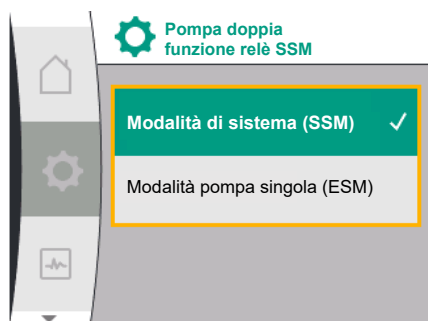 Pompa doppia
funzione relè SSM
Modalità di sistema (SSM)
Modalità pompa singola (ESM)